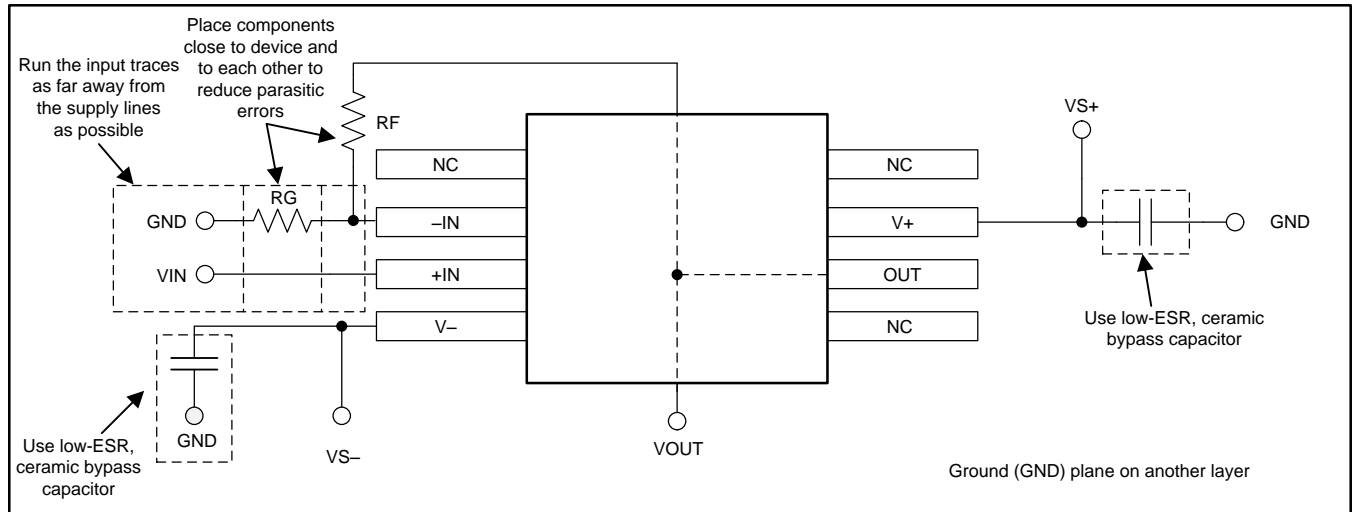 Place components
close to device and
to each other to
reduce parasitic
errors
Run the input traces
as far away from
the supply lines
as possible
RF
VS+
NC
NC
RG
GND
–IN
V+
GND
VIN
+IN
OUT
V–
NC
Use low-ESR, ceramic
bypass capacitor
GND
Use low-ESR,
ceramic bypass
capacitor
VS–
VOUT
Ground (GND) plane on another layer